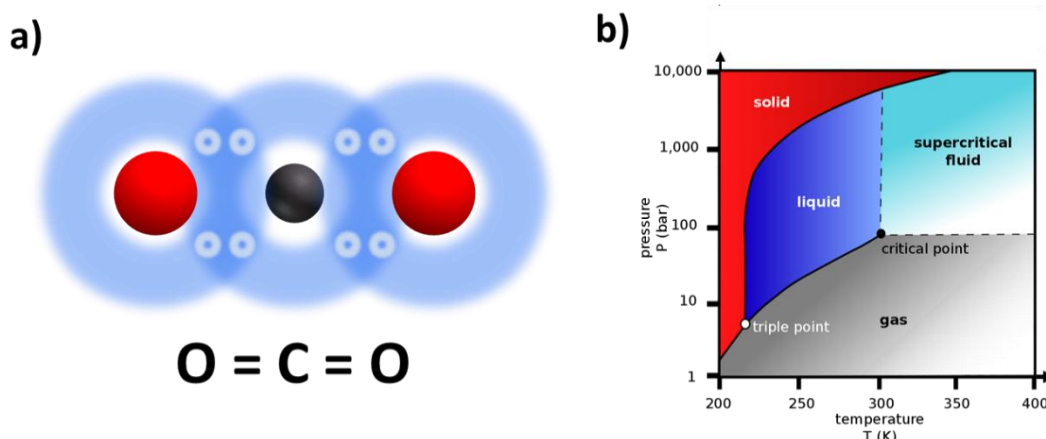 a)
O = C = O
b)
10,000
1,000
100
10
1
pressure
P (bar)
solid
liquid
supercritical
fluid
critical point
triple point
gas
200
250
300
350
400
temperature
T (K)